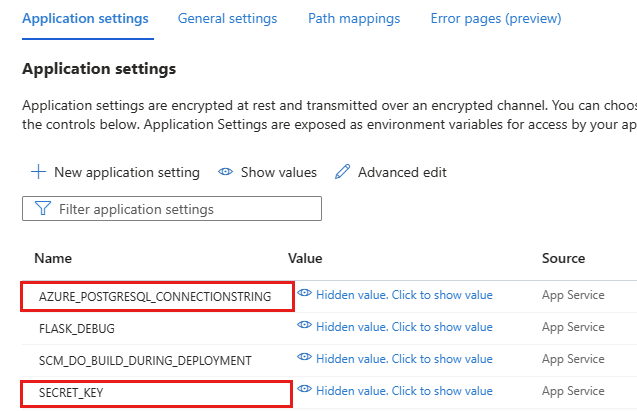 Application settings General settings Path mappings Error pages (preview)
Application settings
Application settings are encrypted at rest and transmitted over an encrypted channel. You can choo
the controls below. Application Settings are exposed as environment variables for access by your ap
New application setting Show values Advanced edit
Filter application settings
Name Value Source
AZURE_POSTGRESQL_CONNECTIONSTRING Hidden value. Click to show value App Service
FLASK_DEBUG Hidden value. Click to show value App Service
SCM_DO_BUILD_DURING_DEPLOYMENT Hidden value. Click to show value App Service
SECRET_KEY Hidden value. Click to show value App Service